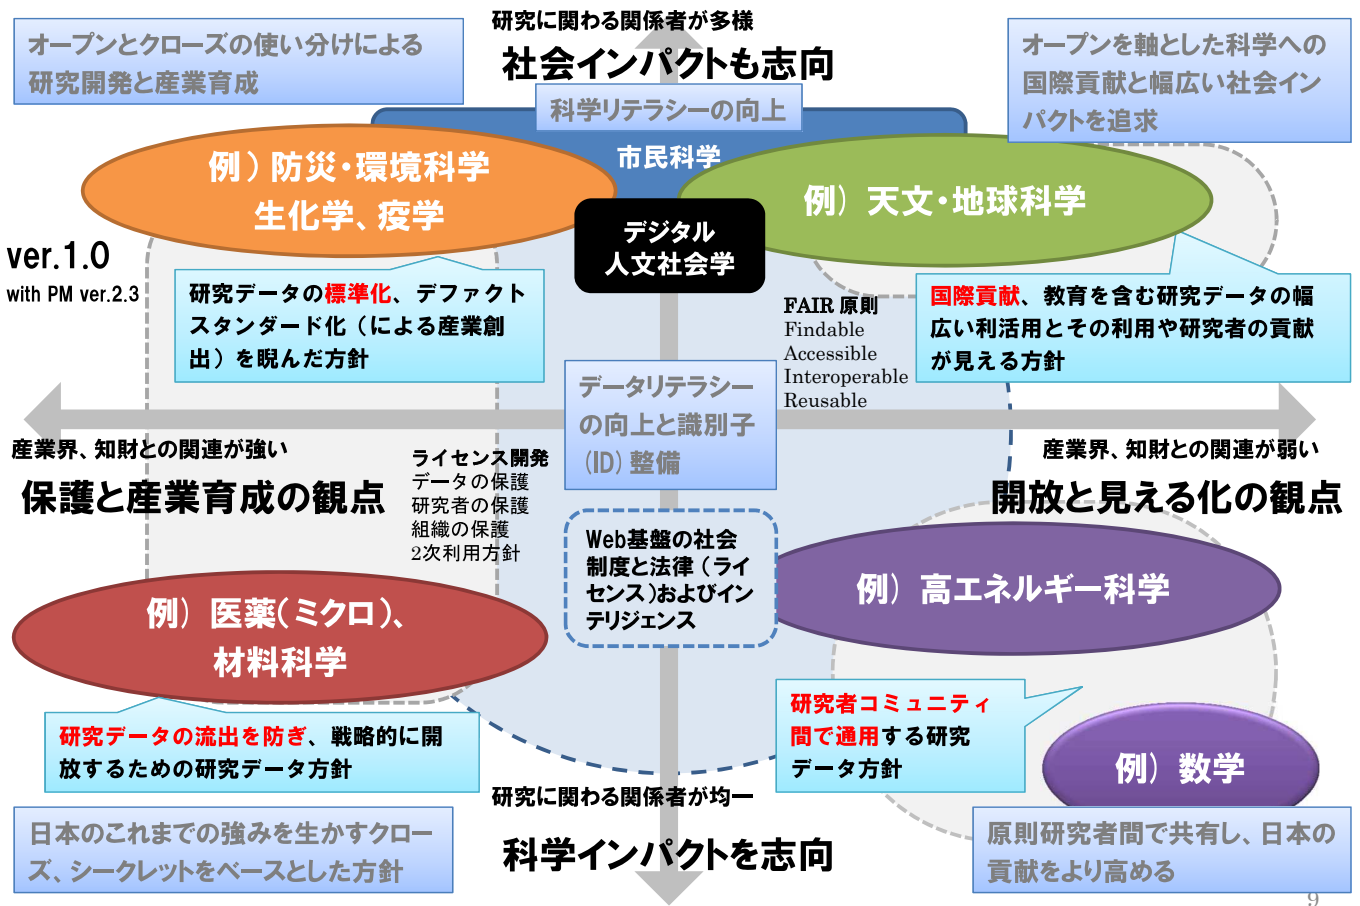 研究に関わる関係者が多様
社会インパクトも志向
オープンとクローズの使い分けによる
研究開発と産業育成
オープンを軸とした科学への
国際貢献と幅広い社会イン
パクトを追求
科学リテラシーの向上
市民科学
例）防災・環境科学
生化学、疫学
例）天文・地球科学
デジタル
人文社会学
ver.1.0
with PM ver.2.3
研究データの標準化、デファクト
スタンダード化（による産業創
出）を睨んだ方針
FAIR 原則
Findable
Accessible
Interoperable
Reusable
国際貢献、教育を含む研究データの幅
広い利活用とその利用や研究者の貢献
が見える方針
データリテラシー
の向上と識別子
（ID）整備
産業界、知財との関連が強い
保護と産業育成の観点
産業界、知財との関連が弱い
開放と見える化の観点
ライセンス開発
データの保護
研究者の保護
組織の保護
2次利用方針
Web基盤の社会
制度と法律（ライ
センス）およびイン
テリジェンス
例）高エネルギー科学
例）医薬（ミクロ）、
材料科学
研究データの流出を防ぎ、戦略的に開
放するための研究データ方針
研究者コミュニティ
間で通用する研究
データ方針
例）数学
研究に関わる関係者が均一
科学インパクトを志向
日本のこれまでの強みを生かすクロー
ズ、シークレットをベースとした方針
原則研究者間で共有し、日本の
貢献をより高める
9